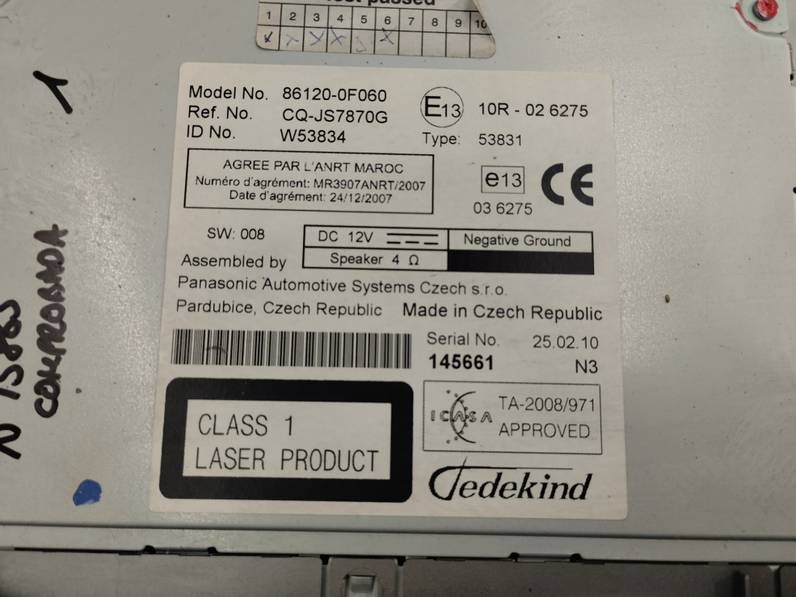 Test passed
1 2 3 4 5 6 7 8 9 10
1
Model No. 86120-0F060
Ref. No. CQ-JS7870G
ID No. W53834
E13 10R - 02 6275
Type: 53831
AGREE PAR L'ANRT MAROC
Numéro d'agrément: MR3907ANRT/2007
Date d'agrément: 24/12/2007
e13 CE
03 6275
SW: 008
DC 12V
Negative Ground
Speaker 4 Ω
Assembled by
Panasonic Automotive Systems Czech s.r.o.
Pardubice, Czech Republic Made in Czech Republic
Serial No. 25.02.10
145661 N3
CLASS 1
LASER PRODUCT
ICASA TA-2008/971
APPROVED
Jedekind
COMPROBADA